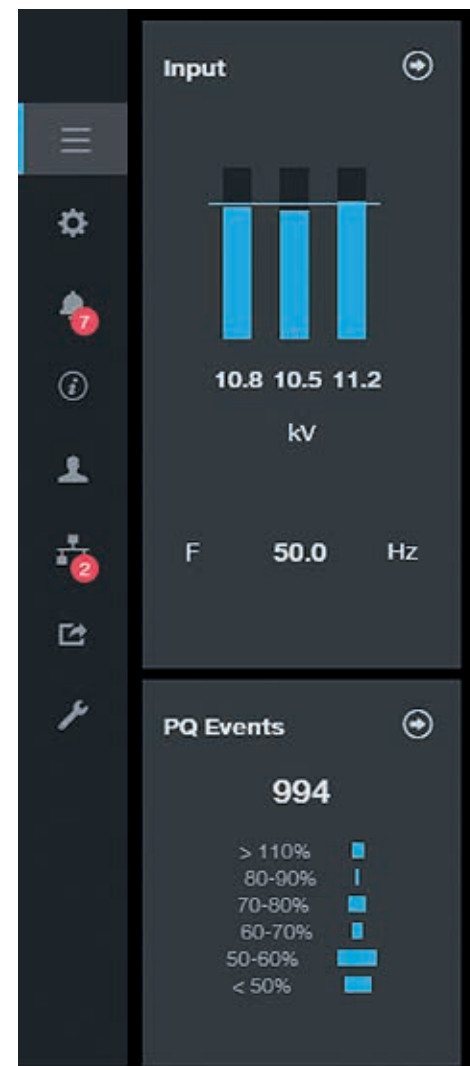 Input
7
10.8 10.5 11.2
kV
F 50.0 Hz
2
PQ Events
994
> 110%
80-90%
70-80%
60-70%
50-60%
< 50%